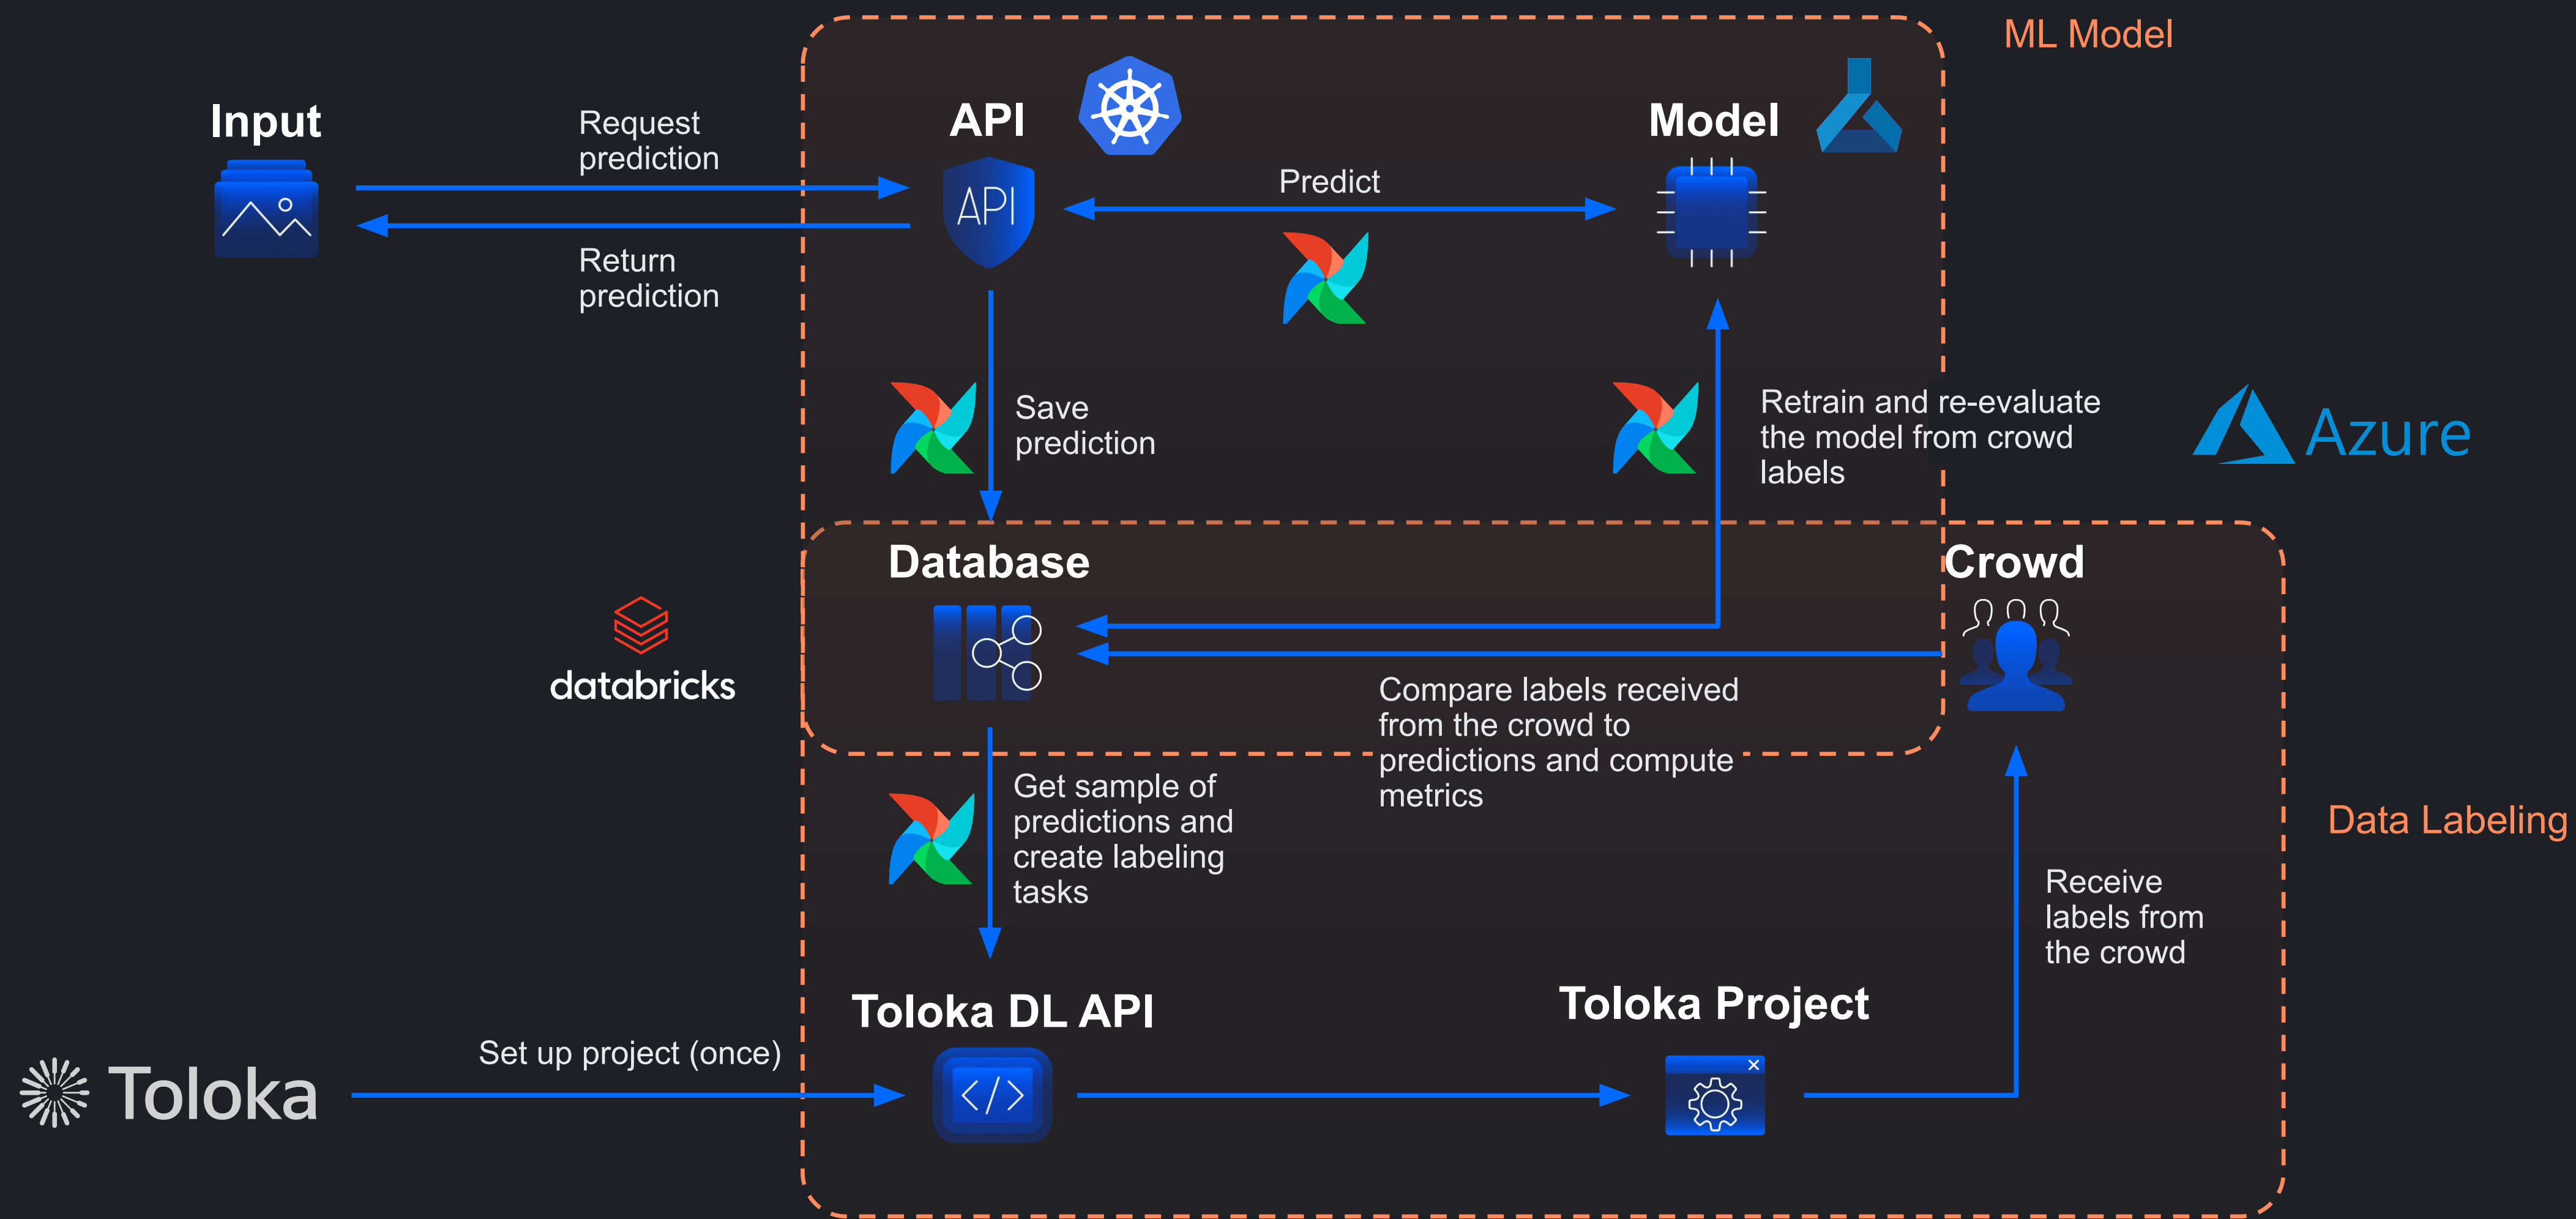 ML Model
Input
Request
prediction
API
Model
API
Predict
Return
prediction
Save
prediction
Retrain and re-evaluate
the model from crowd
labels
Azure
Database
Crowd
databricks
Compare labels received
from the crowd to
predictions and compute
metrics
Get sample of
predictions and
create labeling
tasks
Data Labeling
Receive
labels from
the crowd
Toloka DL API
Toloka Project
Set up project (once)
Toloka
</>